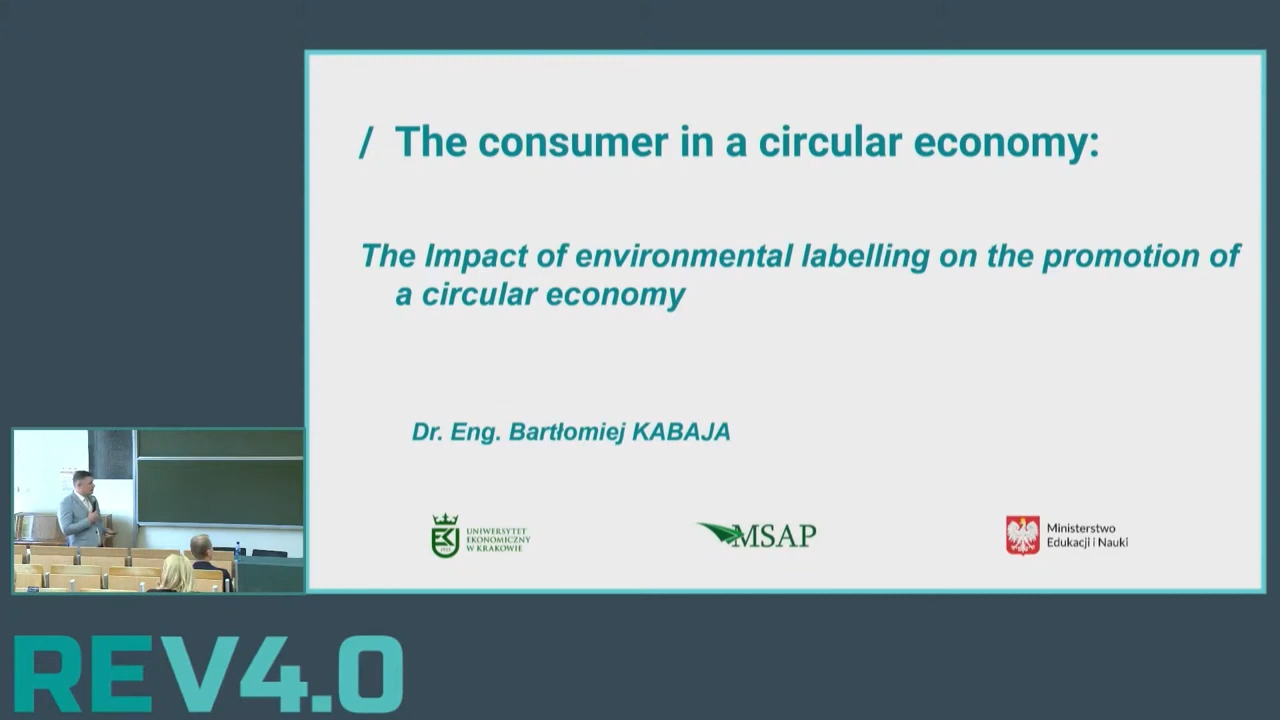 / The consumer in a circular economy:
The Impact of environmental labelling on the promotion of
a circular economy
Dr. Eng. Bartłomiej KABAJA
UNIWERSYTET
EKONOMICZNY
W KRAKOWIE
MSAP
Ministerstwo
Edukacji i Nauki
REV4.0